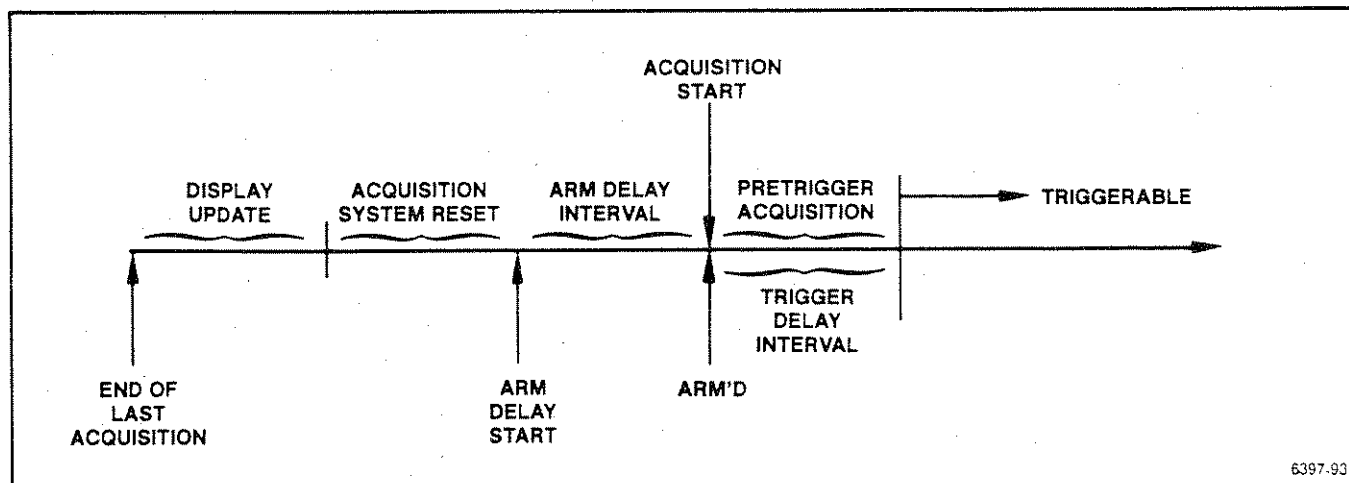 ACQUISITION
START
DISPLAY
UPDATE
ACQUISITION
SYSTEM RESET
ARM DELAY
INTERVAL
PRETRIGGER
ACQUISITION
TRIGGERABLE
TRIGGER
DELAY
INTERVAL
END OF
LAST
ACQUISITION
ARM
DELAY
START
ARM'D
6397-93